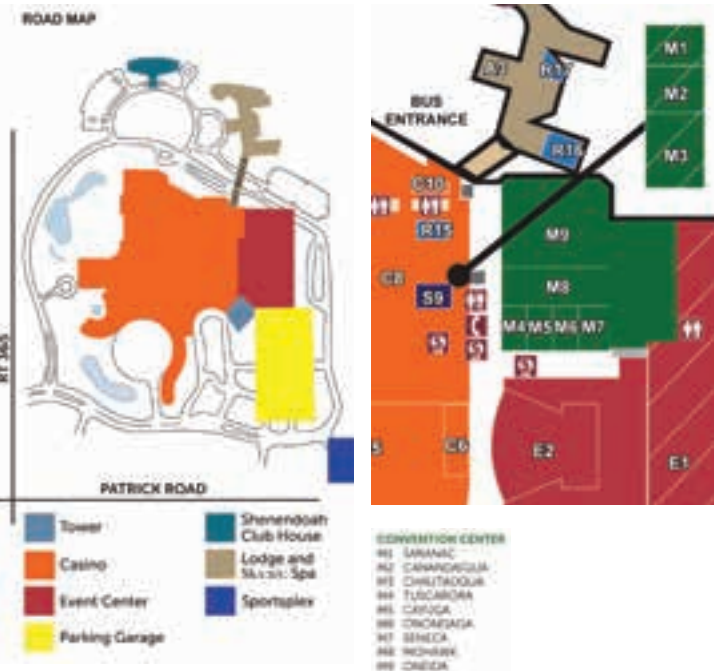 ROAD MAP
RT 365
PATRICK ROAD
Tower
Casino
Event Center
Parking Garage
Shenendoah
Club House
Lodge and
Spa
Sportsplex
M1
M2
M3
A1
R17
BUS
ENTRANCE
R16
C10
R15
M9
C8
S9
M8
M4 M5 M6 M7
C6
E2
E1
CONVENTION CENTER
M1 SARANAC
M2 CANANDAIGUA
M3 CHAUTAUQUA
M4 TUSCARORA
M5 CAYUGA
M6 ONONDAGA
M7 SENECA
M8 MOHAWK
M9 ONEIDA